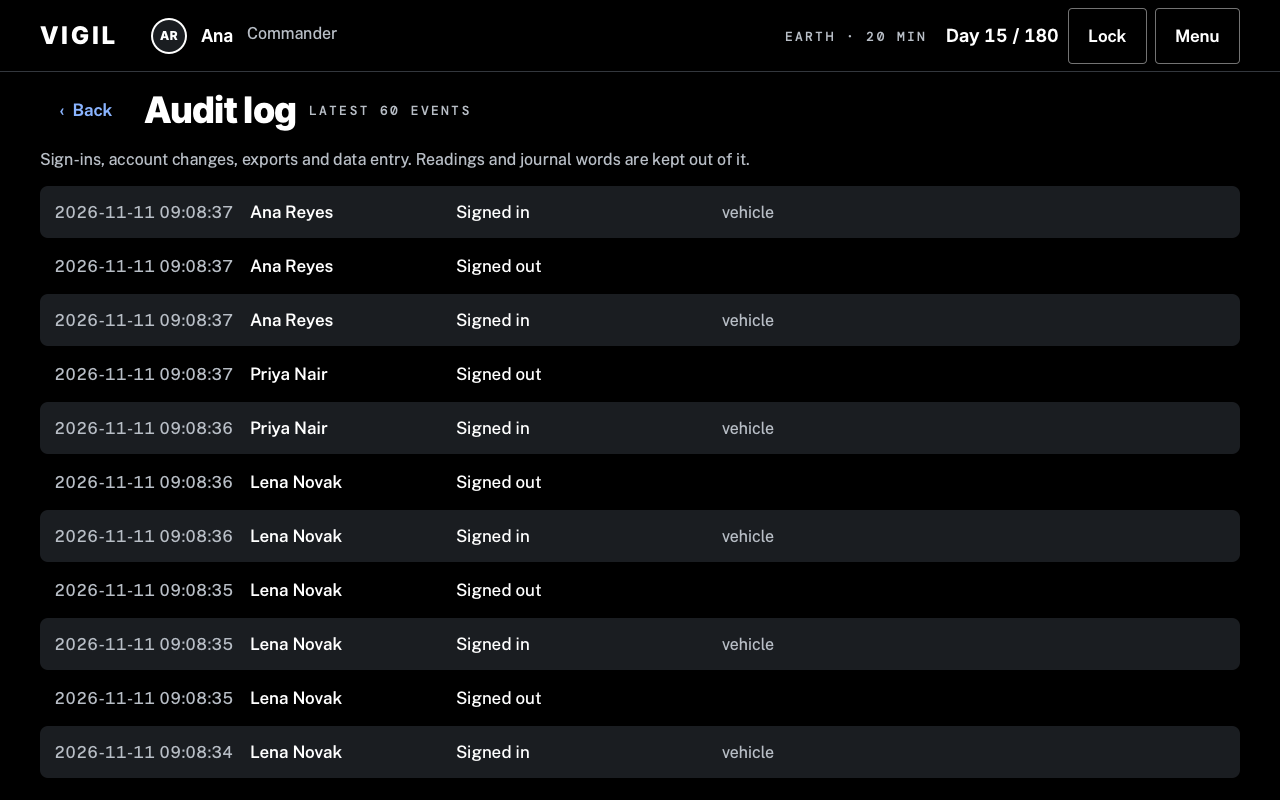 VIGIL AR Ana Commander EARTH · 20 MIN Day 15 / 180 Lock Menu
‹ Back Audit log LATEST 60 EVENTS
Sign-ins, account changes, exports and data entry. Readings and journal words are kept out of it.
2026-11-11 09:08:37 Ana Reyes Signed in vehicle
2026-11-11 09:08:37 Ana Reyes Signed out
2026-11-11 09:08:37 Ana Reyes Signed in vehicle
2026-11-11 09:08:37 Priya Nair Signed out
2026-11-11 09:08:36 Priya Nair Signed in vehicle
2026-11-11 09:08:36 Lena Novak Signed out
2026-11-11 09:08:36 Lena Novak Signed in vehicle
2026-11-11 09:08:35 Lena Novak Signed out
2026-11-11 09:08:35 Lena Novak Signed in vehicle
2026-11-11 09:08:35 Lena Novak Signed out
2026-11-11 09:08:34 Lena Novak Signed in vehicle